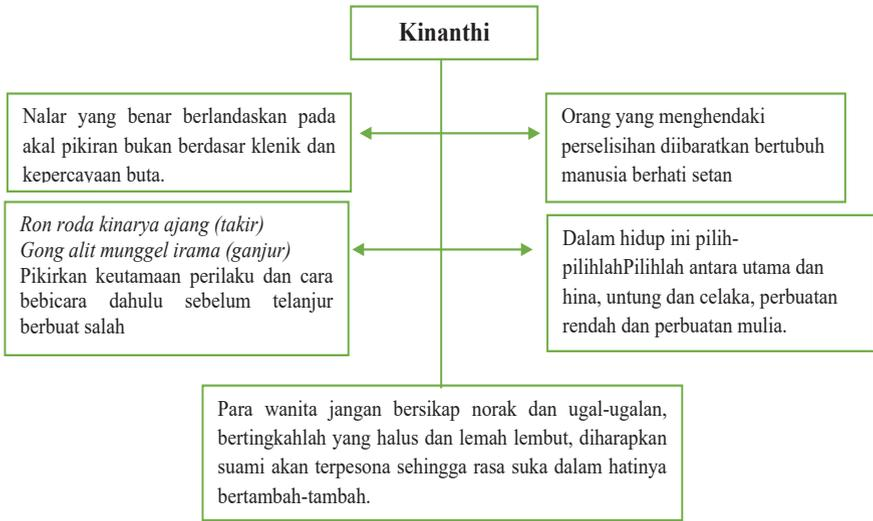 Kinanthi
Nalar yang benar berlandaskan pada
akal pikiran bukan berdasar klenik dan
kepercayaan buta.
Orang yang menghendaki
perselisihan diibaratkan bertubuh
manusia berhati setan
Ron roda kinarya ajang (takir)
Gong alit munggel irama (ganjur)
Pikirkan keutamaan perilaku dan cara
bebicara dahulu sebelum telanjur
berbuat salah
Dalam hidup ini pilih-
pilihlahPilihlah antara utama dan
hina, untung dan celaka, perbuatan
rendah dan perbuatan mulia.
Para wanita jangan bersikap norak dan ugal-ugalan,
bertingkahlah yang halus dan lemah lembut, diharapkan
suami akan terpesona sehingga rasa suka dalam hatinya
bertambah-tambah.